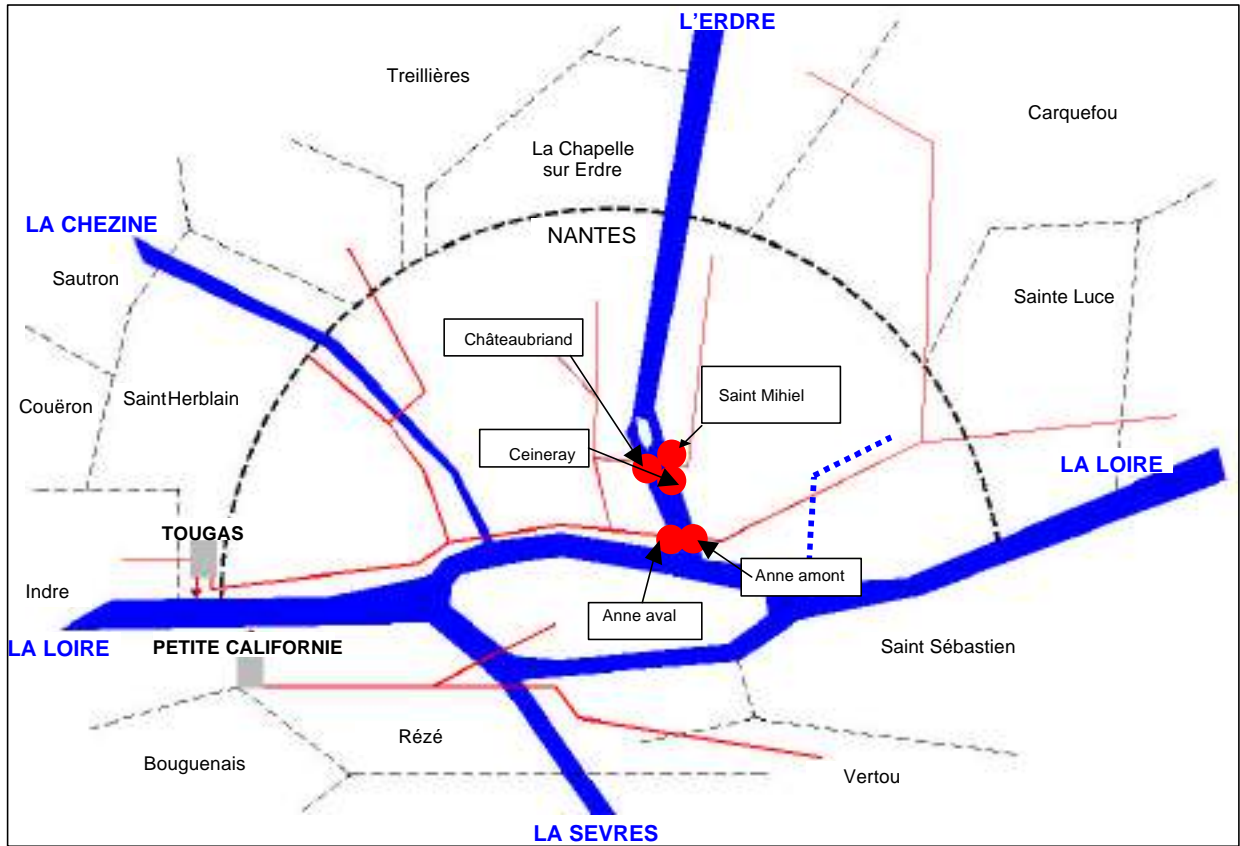 L'ERDRE
Treillières
Carquefou
La Chapelle
sur Erdre
LA CHEZINE
NANTES
Sautron
Sainte Luce
Châteaubriand
Saint Mihiel
Couëron
SaintHerblain
Ceineray
LA LOIRE
TOUGAS
Anne amont
Indre
Anne aval
LA LOIRE
PETITE CALIFORNIE
Saint Sébastien
Rézé
Bouguenais
Vertou
LA SEVRES